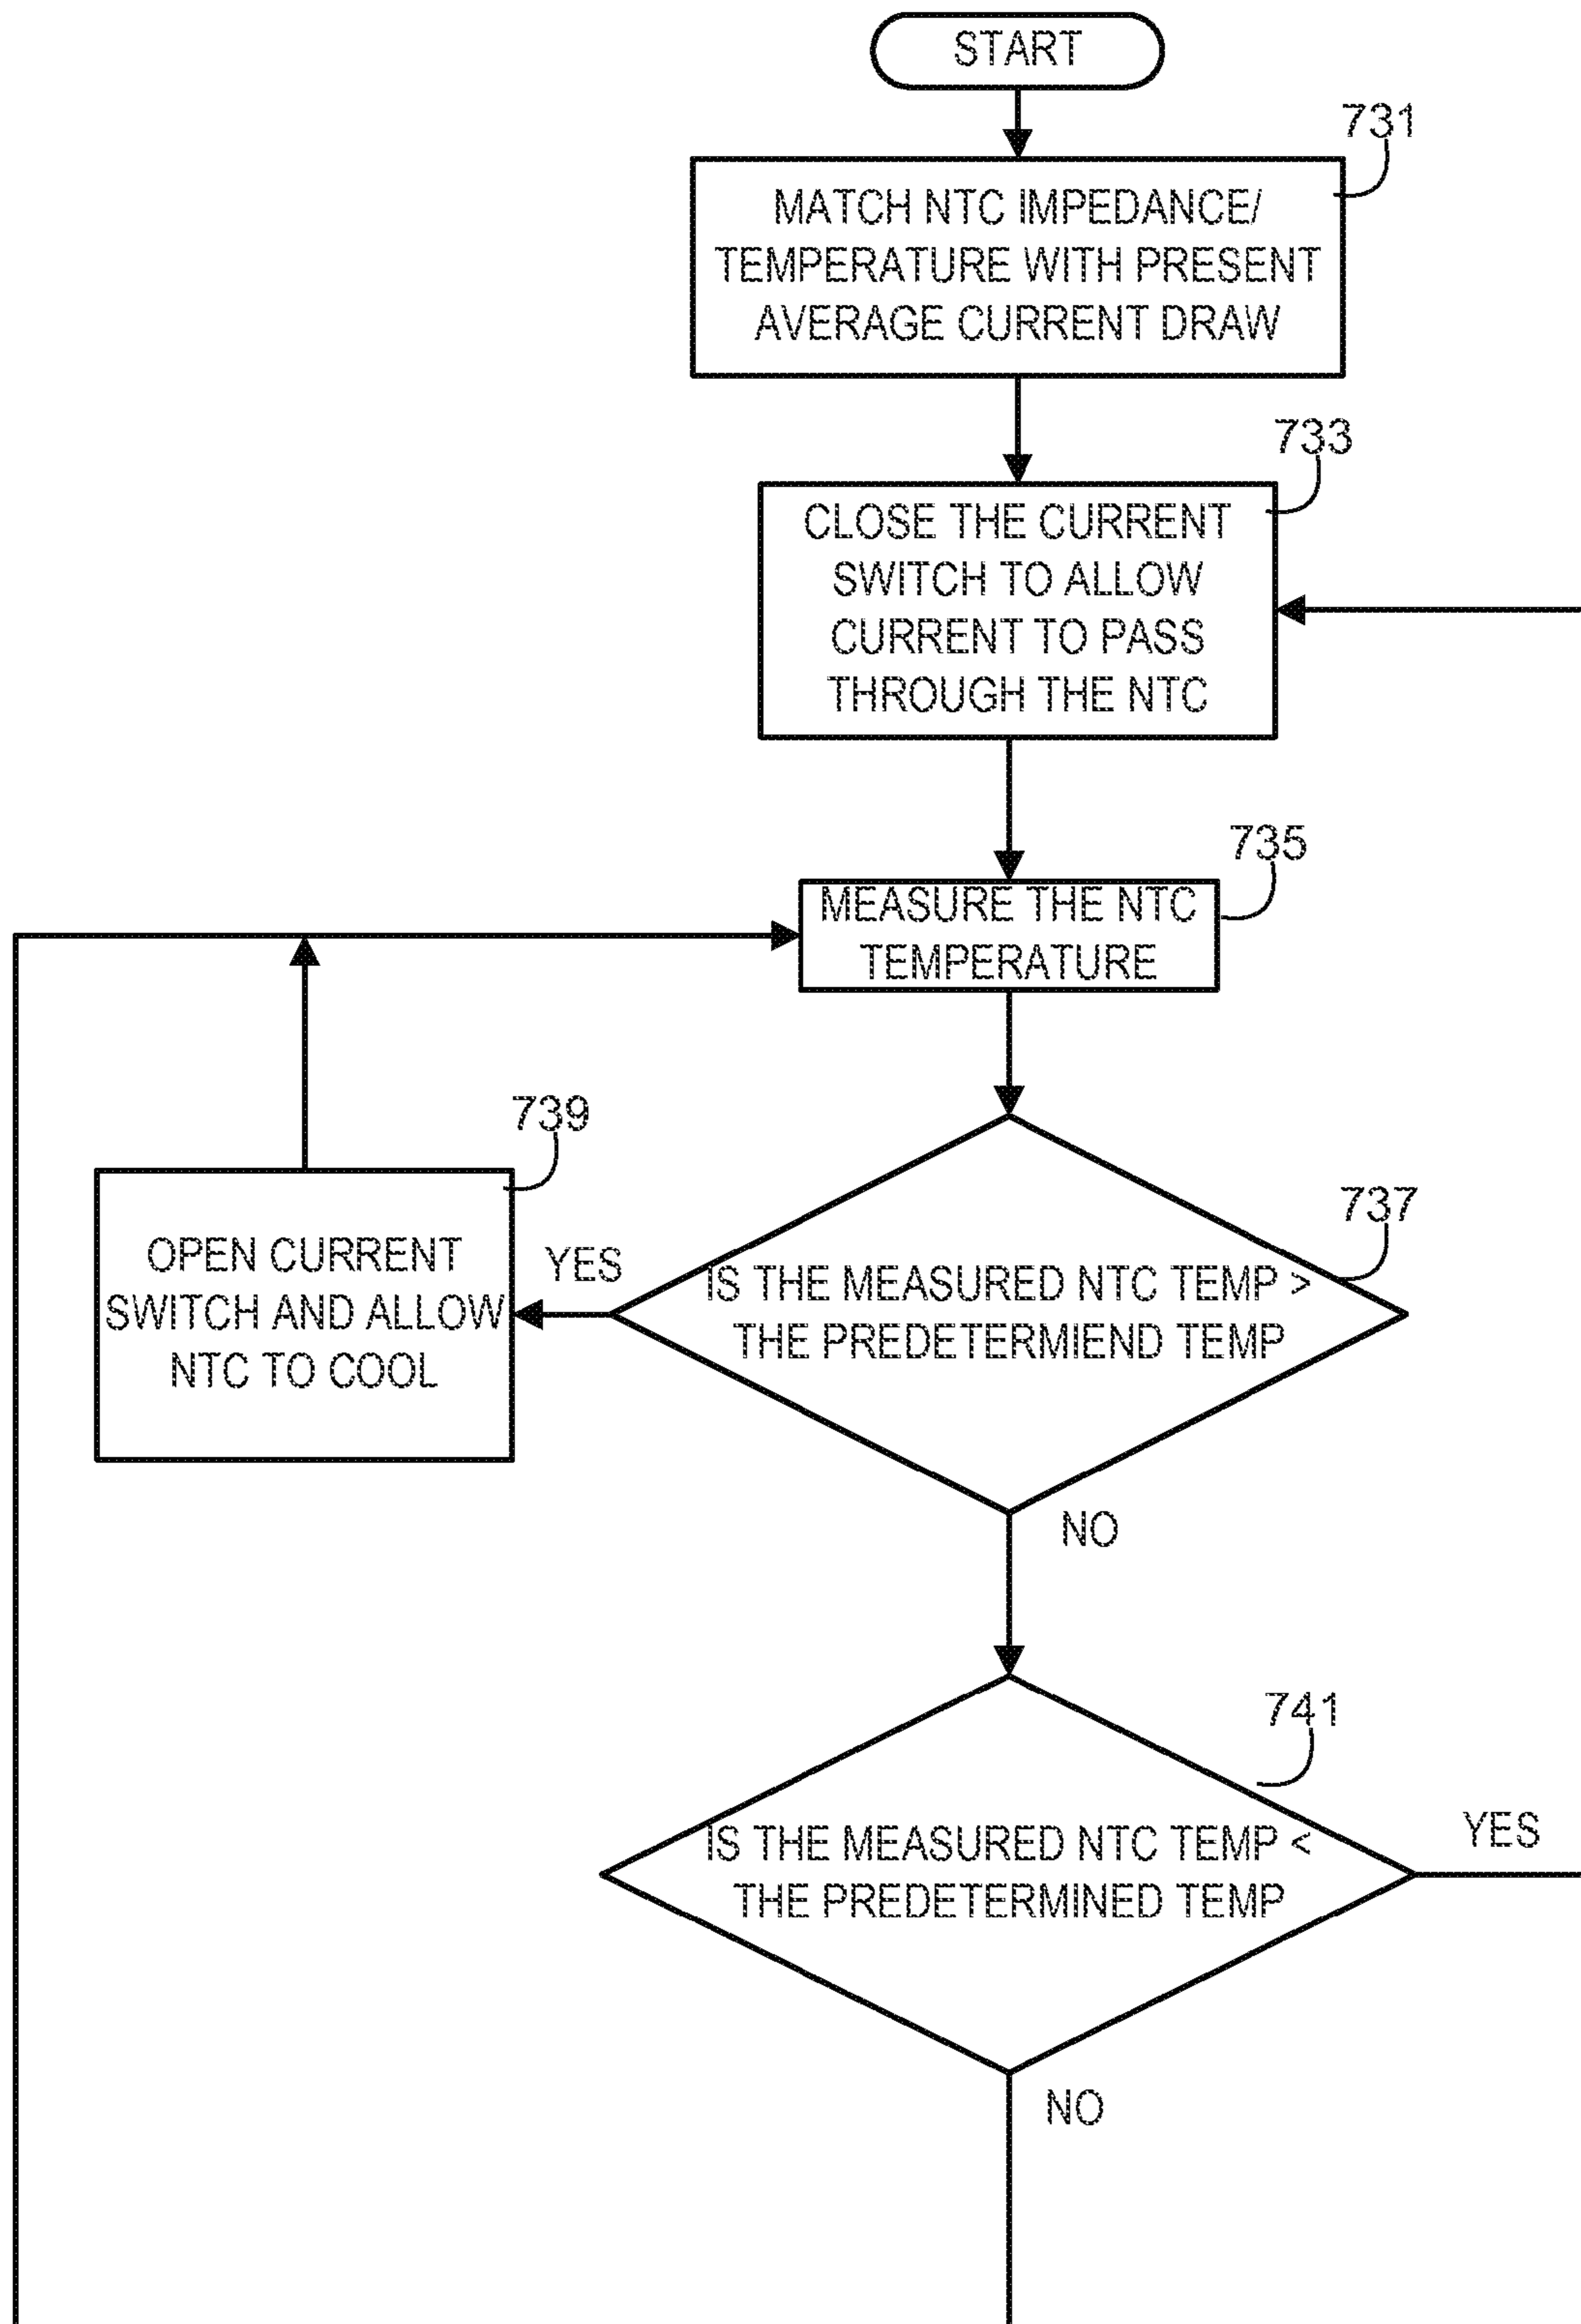 START
731
MATCH NTC IMPEDANCE/
TEMPERATURE WITH PRESENT
AVERAGE CURRENT DRAW
733
CLOSE THE CURRENT
SWITCH TO ALLOW
CURRENT TO PASS
THROUGH THE NTC
735
MEASURE THE NTC
TEMPERATURE
739
OPEN CURRENT
SWITCH AND ALLOW
NTC TO COOL
YES
737
IS THE MEASURED NTC TEMP >
THE PREDETERMIEND TEMP
NO
741
IS THE MEASURED NTC TEMP <
THE PREDETERMINED TEMP
YES
NO